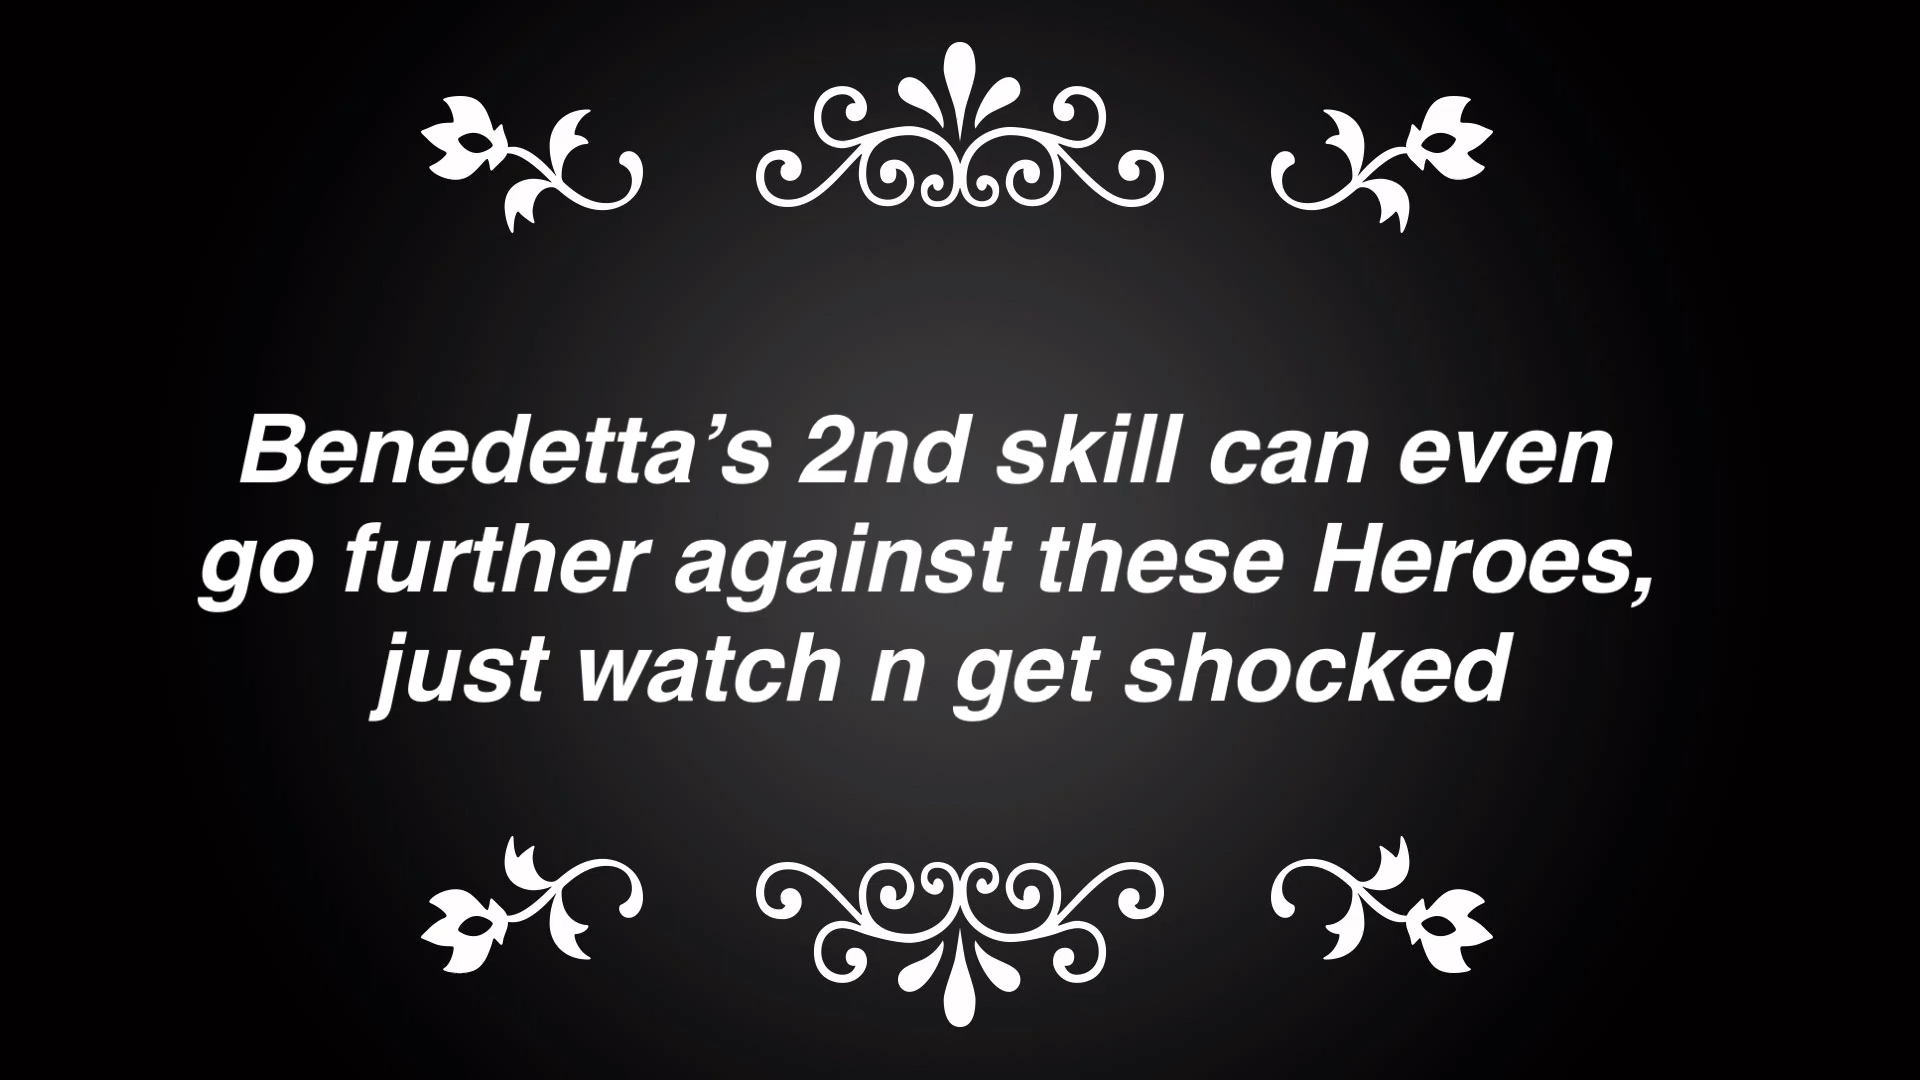 Benedetta’s 2nd skill can even
go further against these Heroes,
just watch n get shocked